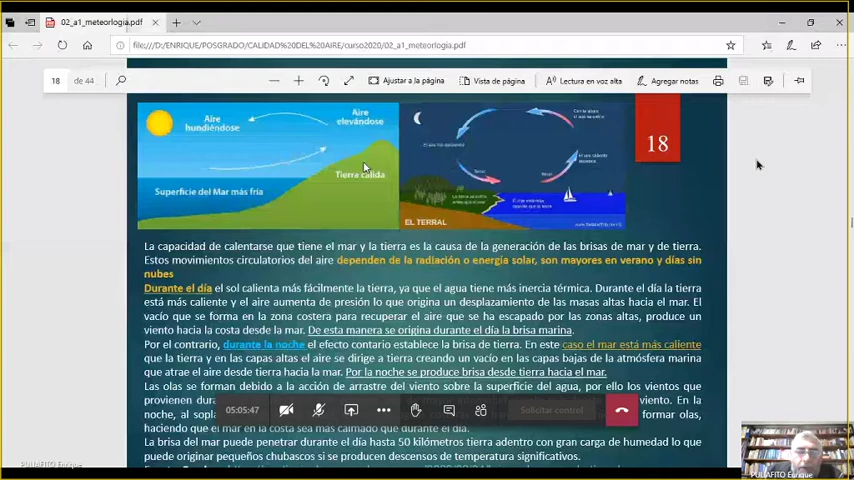 02_a1_meteorlogia.pdf
file:///D:/ENRIQUE/POSGRADO/CALIDAD%20DEL%20AIRE/curso2020/02_a1_meteorlogia.pdf
18 de 44
Ajustar a la página
Vista de página
Lectura en voz alta
Agregar notas
Aire hundiéndose
Aire elevándose
Tierra cálida
Superficie del Mar más fría
EL TERRAL
18
La capacidad de calentarse que tiene el mar y la tierra es la causa de la generación de las brisas de mar y de tierra.
Estos movimientos circulatorios del aire dependen de la radiación o energía solar, son mayores en verano y días sin
nubes
Durante el día el sol calienta más fácilmente la tierra, ya que el agua tiene más inercia térmica. Durante el día la tierra
está más caliente y el aire aumenta de presión lo que origina un desplazamiento de las masas altas hacia el mar. El
vacío que se forma en la zona costera para recuperar el aire que se ha escapado por las zonas altas, produce un
viento hacia la costa desde la mar. De esta manera se origina durante el día la brisa marina.
Por el contrario, durante la noche el efecto contario establece la brisa de tierra. En este caso el mar está más caliente
que la tierra y en las capas altas el aire se dirige a tierra creando un vacío en las capas bajas de la atmósfera marina
que atrae el aire desde tierra hacia la mar. Por la noche se produce brisa desde tierra hacia el mar.
Las olas se forman debido a la acción de arrastre del viento sobre la superficie del agua, por ello los vientos que
provienen viento. En la
noche, al formar olas,
haciendo que el mar en la costa sea más calmado que durante el día.
La brisa del mar puede penetrar durante el día hasta 50 kilómetros tierra adentro con gran carga de humedad lo que
puede originar pequeños chubascos si se producen descensos de temperatura significativos.
05:05:47
Solicitar control
PULIAFITO Enrique
PULIAFITO Enrique